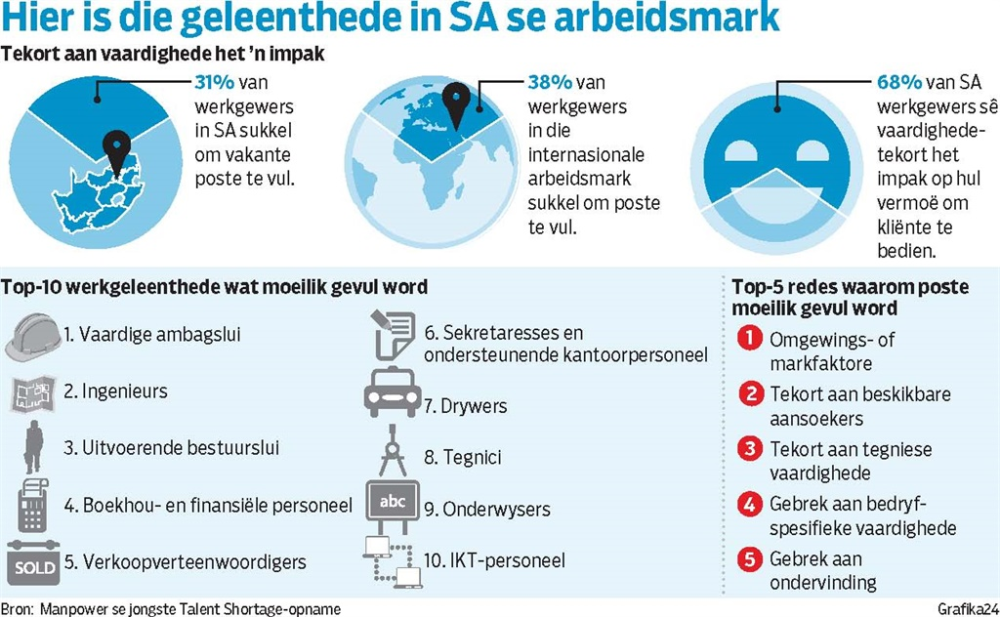 Hier is die geleenthede in SA se arbeidsmark
Tekort aan vaardighede het 'n impak
31% van
werkgewers
in SA sukkel
om vakante
poste te vul.
38% van
werkgewers
in die
internasionale
arbeidsmark
sukkel om poste
te vul.
68% van SA
werkgewers sê
vaardighede-
tekort het
impak op hul
vermoë om
kliënte te
bedien.
Top-10 werkgeleenthede wat moeilik gevul word
1. Vaardige ambagslui
2. Ingenieurs
3. Uitvoerende bestuurslui
4. Boekhou- en finansiële personeel
SOLD
5. Verkoopverteenwoordigers
6. Sekretaresses en
ondersteunende kantoorpersoneel
7. Drywers
8. Tegnici
abc
9. Onderwysers
10. IKT-personeel
Top-5 redes waarom poste
moeilik gevul word
1 Omgewings- of
markfaktore
2 Tekort aan beskikbare
aansoekers
3 Tekort aan tegniese
vaardighede
4 Gebrek aan bedryf-
spesifieke vaardighede
5 Gebrek aan
ondervinding
Bron: Manpower se jongste Talent Shortage-opname
Grafika24